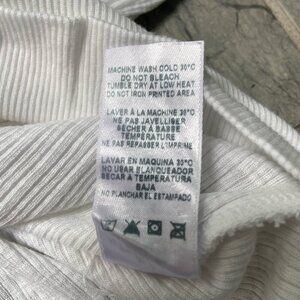 MACHINE WASH COLD 30°C
DO NOT BLEACH
TUMBLE DRY AT LOW HEAT
DO NOT IRON PRINTED AREA
LAVER À LA MACHINE 30°C
NE PAS JAVELLISER
SÉCHER À BASSE
TEMPÉRATURE
NE PAS REPASSER L'IMPRIMÉ
LAVAR EN MAQUINA 30°C
NO USAR BLANQUEADOR
SECAR A TEMPERATURA
BAJA
NO PLANCHAR EL ESTAMPADO